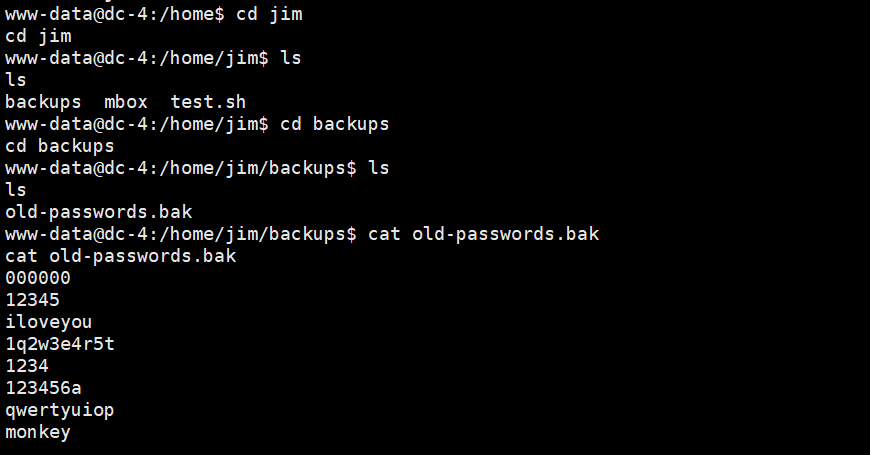 www-data@dc-4:/home$ cd jim
cd jim
www-data@dc-4:/home/jim$ ls
ls
backups  mbox  test.sh
www-data@dc-4:/home/jim$ cd backups
cd backups
www-data@dc-4:/home/jim/backups$ ls
ls
old-passwords.bak
www-data@dc-4:/home/jim/backups$ cat old-passwords.bak
cat old-passwords.bak
000000
12345
iloveyou
1q2w3e4r5t
1234
123456a
qwertyuiop
monkey